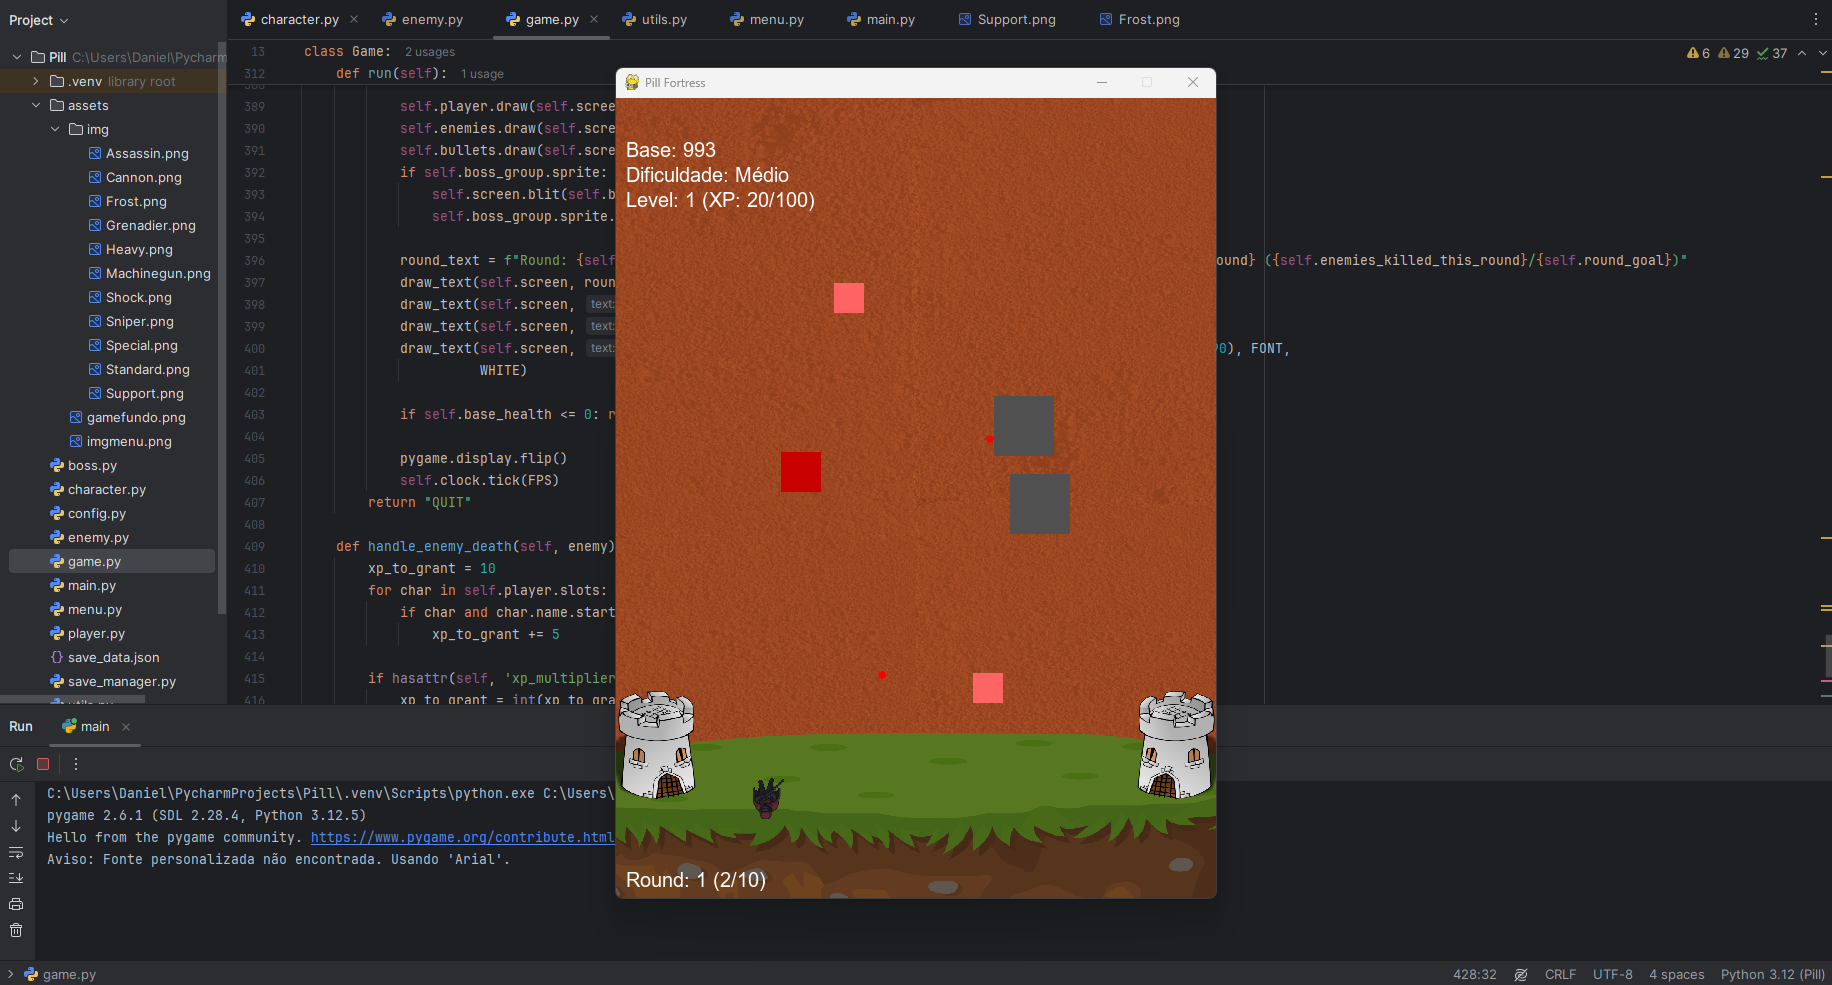 Project
character.py
enemy.py
game.py
utils.py
menu.py
main.py
Support.png
Frost.png
Pill C:\Users\Daniel\Pycharm
.venv library root
assets
img
Assassin.png
Cannon.png
Frost.png
Grenadier.png
Heavy.png
Machinegun.png
Shock.png
Sniper.png
Special.png
Standard.png
Support.png
gamefundo.png
imgmenu.png
boss.py
character.py
config.py
enemy.py
game.py
main.py
menu.py
player.py
save_data.json
save_manager.py
utils.py
6 29 37
13 class Game: 2 usages
312 def run(self): 1 usage
389 self.player.draw(self.scree
390 self.enemies.draw(self.scre
391 self.bullets.draw(self.scre
392 if self.boss_group.sprite:
393 self.screen.blit(self.b
394 self.boss_group.sprite.
395
396 round_text = f"Round: {self ound} ({self.enemies_killed_this_round}/{self.round_goal})"
397 draw_text(self.screen, roun
398 draw_text(self.screen, text:
399 draw_text(self.screen, text:
400 draw_text(self.screen, text: 0), FONT,
401 WHITE)
402
403 if self.base_health <= 0: r
404
405 pygame.display.flip()
406 self.clock.tick(FPS)
407 return "QUIT"
408
409 def handle_enemy_death(self, enemy)
410 xp_to_grant = 10
411 for char in self.player.slots:
412 if char and char.name.start
413 xp_to_grant += 5
414
415 if hasattr(self, 'xp_multiplier
416 xp_to_grant = int(xp_to_gra
Pill Fortress
Base: 993
Dificuldade: Médio
Level: 1 (XP: 20/100)
Round: 1 (2/10)
Run
main
C:\Users\Daniel\PycharmProjects\Pill\.venv\Scripts\python.exe C:\Users\
pygame 2.6.1 (SDL 2.28.4, Python 3.12.5)
Hello from the pygame community. https://www.pygame.org/contribute.html
Aviso: Fonte personalizada não encontrada. Usando 'Arial'.
game.py
428:32 CRLF UTF-8 4 spaces Python 3.12 (Pill)